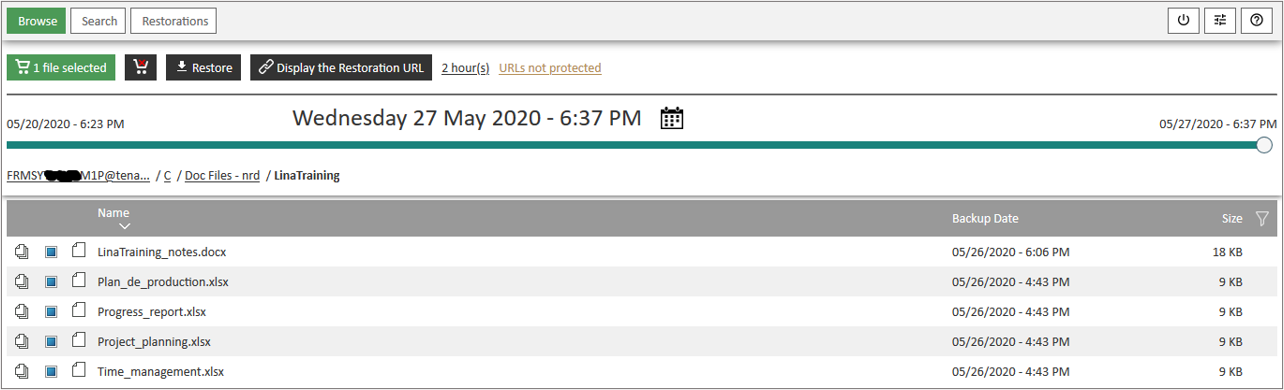 Browse Search Restorations
1 file selected Restore Display the Restoration URL 2 hour(s) URLs not protected
Wednesday 27 May 2020 - 6:37 PM
05/20/2020 - 6:23 PM 05/27/2020 - 6:37 PM
FRMSY M1P@tena... / C / Doc Files - nrd / LinaTraining
Name Backup Date Size
LinaTraining_notes.docx 05/26/2020 - 6:06 PM 18 KB
Plan_de_production.xlsx 05/26/2020 - 4:43 PM 9 KB
Progress_report.xlsx 05/26/2020 - 4:43 PM 9 KB
Project_planning.xlsx 05/26/2020 - 4:43 PM 9 KB
Time_management.xlsx 05/26/2020 - 4:43 PM 9 KB